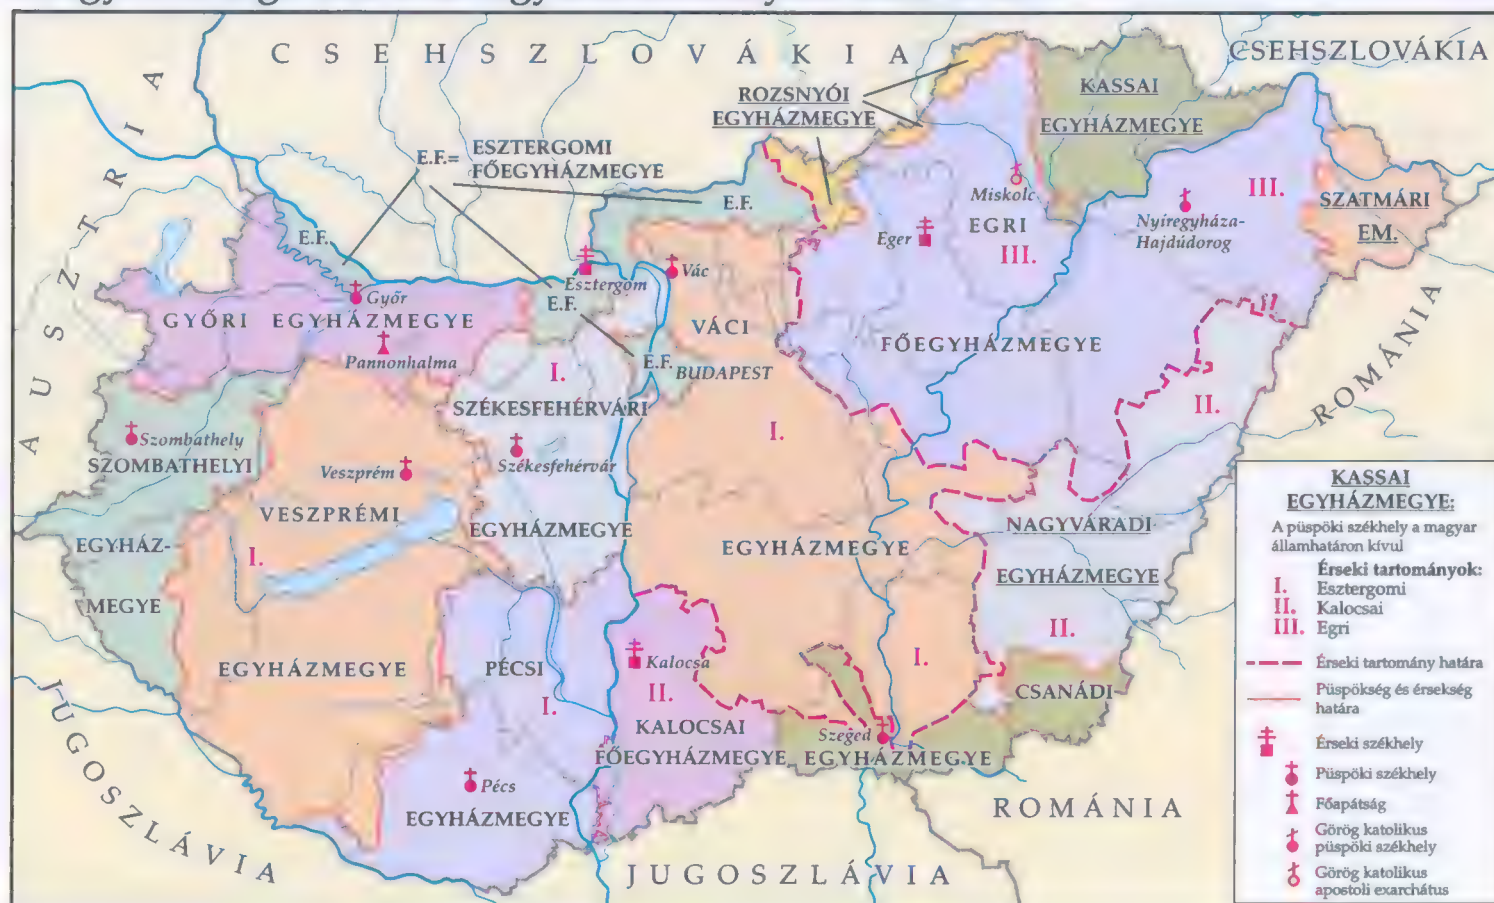 CSEHSZLOVÁKIA
CSEHSZLOVÁKIA
AUSZTRIA
ROZSNYÓI
EGYHÁZMEGYE
KASSAI
EGYHÁZMEGYE
E.F.=
ESZTERGOMI
FŐEGYHÁZMEGYE
E.F.
E.F.
Miskolc
EGRI
III.
Eger
III.
Nyíregyháza-
Hajdúdorog
SZATMÁRI
EM.
Esztergom
Vác
E.F.
Győr
GYŐRI EGYHÁZMEGYE
Pannonhalma
VÁCI
FŐEGYHÁZMEGYE
E.F.
BUDAPEST
I.
SZÉKESFEHÉRVÁRI
Székesfehérvár
EGYHÁZMEGYE
I.
II.
ROMÁNIA
Szombathely
SZOMBATHELYI
EGYHÁZ-
MEGYE
Veszprém
VESZPRÉMI
I.
EGYHÁZMEGYE
EGYHÁZMEGYE
NAGYVÁRADI
EGYHÁZMEGYE
II.
I.
PÉCSI
I.
Pécs
EGYHÁZMEGYE
Kalocsa
II.
KALOCSAI
FŐEGYHÁZMEGYE
Szeged
CSANÁDI
EGYHÁZMEGYE
JUGOSZLÁVIA
JUGOSZLÁVIA
ROMÁNIA
KASSAI
EGYHÁZMEGYE:
A püspöki székhely a magyar
államhatáron kívul
Érseki tartományok:
I. Esztergomi
II. Kalocsai
III. Egri
Érseki tartomány határa
Püspökség és érsekség
határa
Érseki székhely
Püspöki székhely
Főapátság
Görög katolikus
püspöki székhely
Görög katolikus
apostoli exarchátus